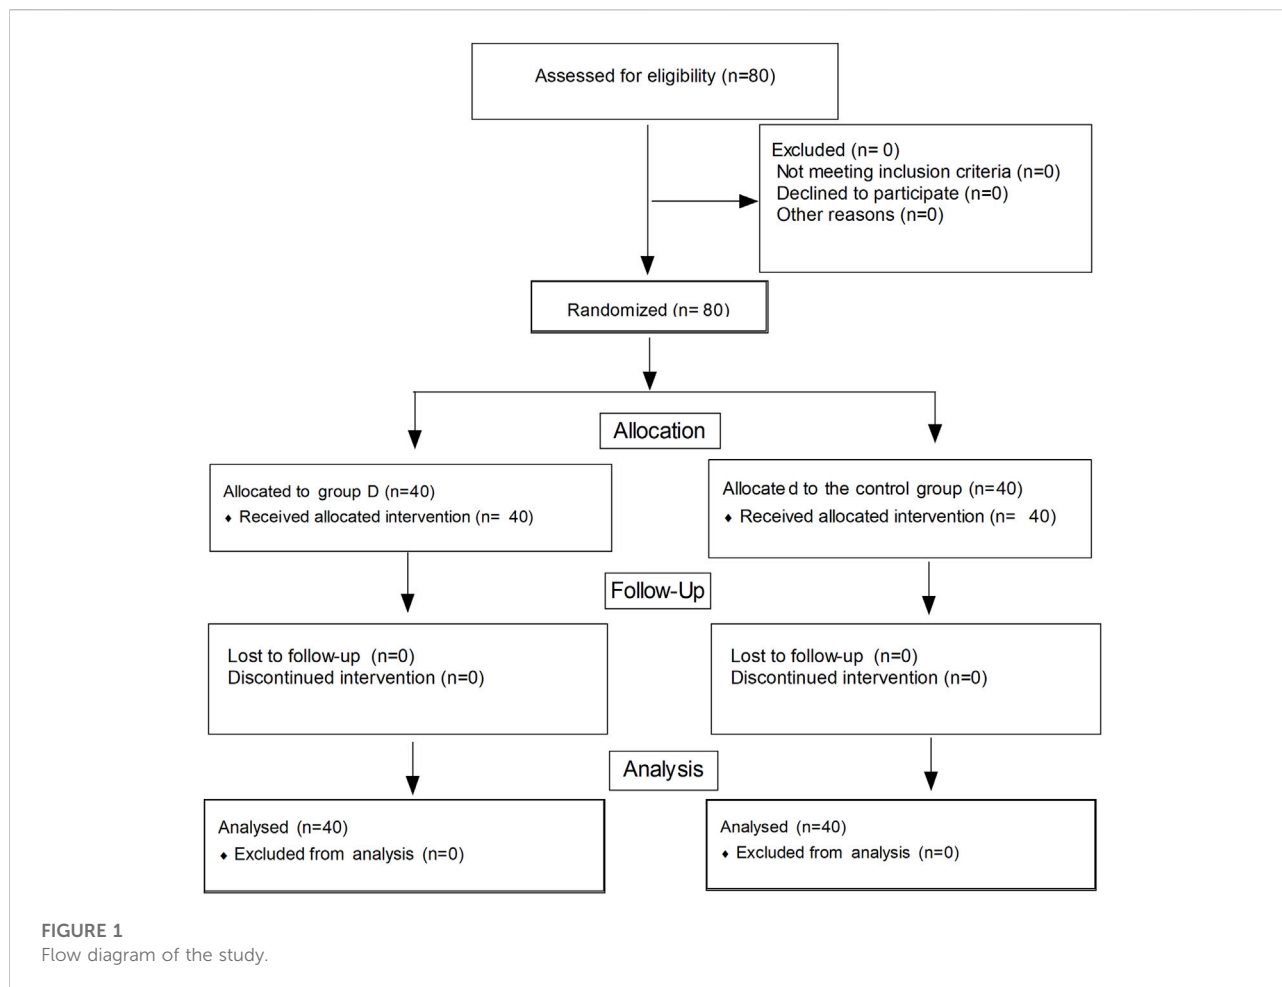 Assessed for eligibility (n=80)
Excluded (n= 0)
Not meeting inclusion criteria (n=0)
Declined to participate (n=0)
Other reasons (n=0)
Randomized (n= 80)
Allocation
Allocated to group D (n=40)
♦ Received allocated intervention (n= 40)
Allocated to the control group (n=40)
♦ Received allocated intervention (n= 40)
Follow-Up
Lost to follow-up (n=0)
Discontinued intervention (n=0)
Lost to follow-up (n=0)
Discontinued intervention (n=0)
Analysis
Analysed (n=40)
♦ Excluded from analysis (n=0)
Analysed (n=40)
♦ Excluded from analysis (n=0)
FIGURE 1
Flow diagram of the study.